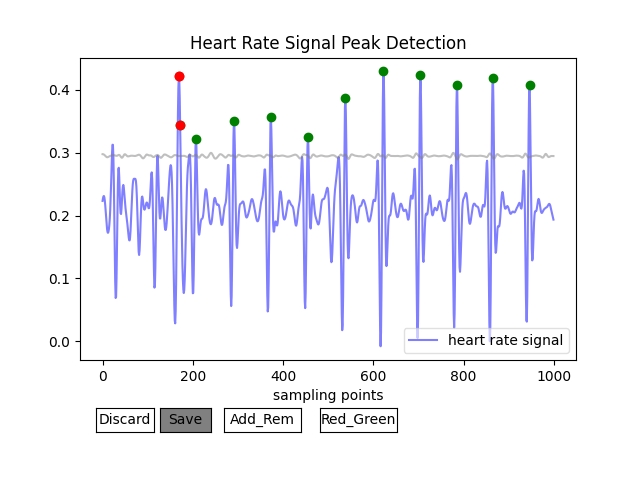 Heart Rate Signal Peak Detection
0.4
0.3
0.2
0.1
0.0
heart rate signal
0 200 400 600 800 1000
sampling points
Discard Save Add_Rem Red_Green